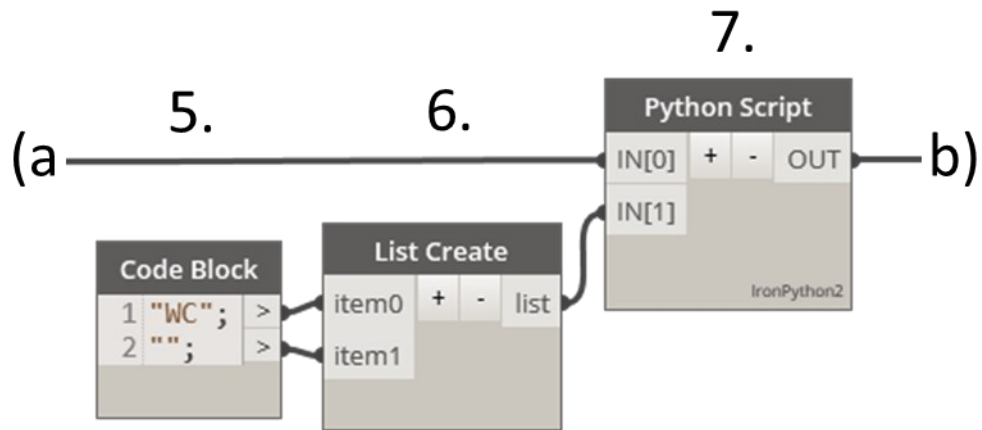 7.
5. 6.
Python Script
(a IN[0] + - OUT b)
IN[1]
List Create
Code Block
item0 + - list
IronPython2
1 "WC"; >
2 ""; >
item1